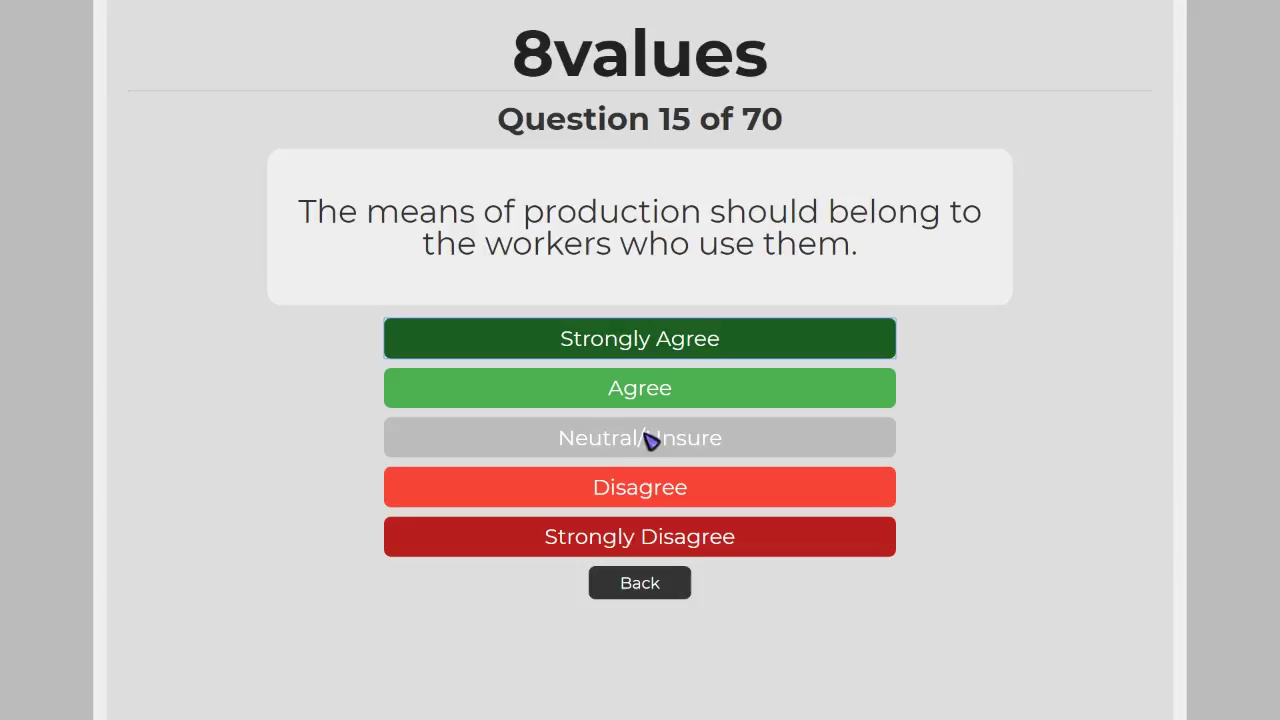 8values
Question 15 of 70
The means of production should belong to
the workers who use them.
Strongly Agree
Agree
Neutral/Unsure
Disagree
Strongly Disagree
Back